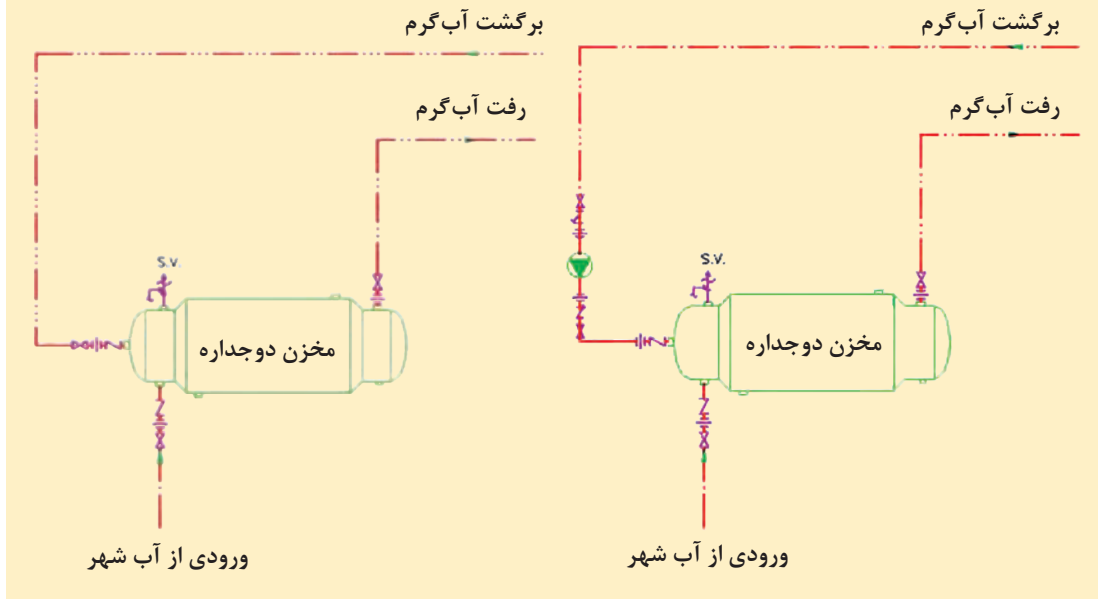 برگشت آب‌گرم
رفت آب‌گرم
S.V.
مخزن دوجداره
ورودی از آب شهر
برگشت آب‌گرم
رفت آب‌گرم
S.V.
مخزن دوجداره
ورودی از آب شهر